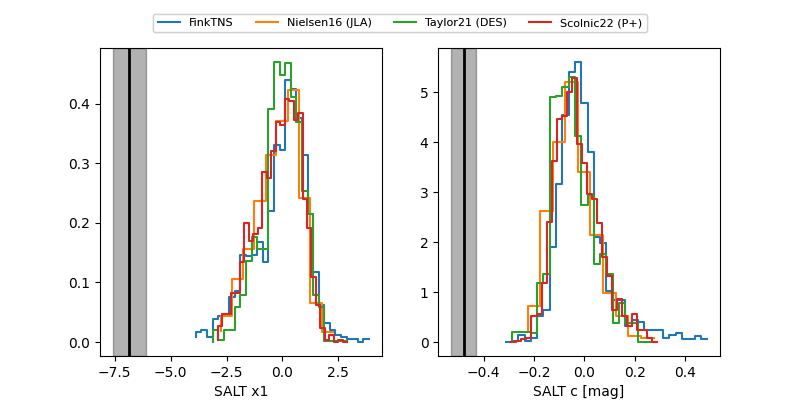 FinkTNS Nielsen16 (JLA) Taylor21 (DES) Scolnic22 (P+)
0.4
0.3
0.2
0.1
0.0
−7.5 −5.0 −2.5 0.0 2.5
SALT x1
5
4
3
2
1
0
−0.4 −0.2 0.0 0.2 0.4
SALT c [mag]